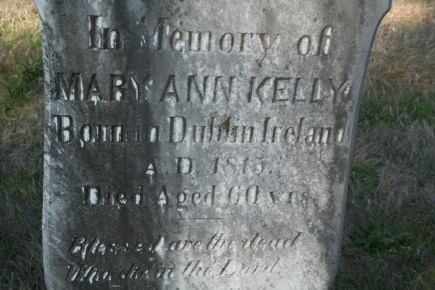 In Memory of
MARY ANN KELLY
Born in Dublin Ireland
A.D. 1815.
Died Aged 60 yrs
Blessed are the dead
Who die in the Lord.